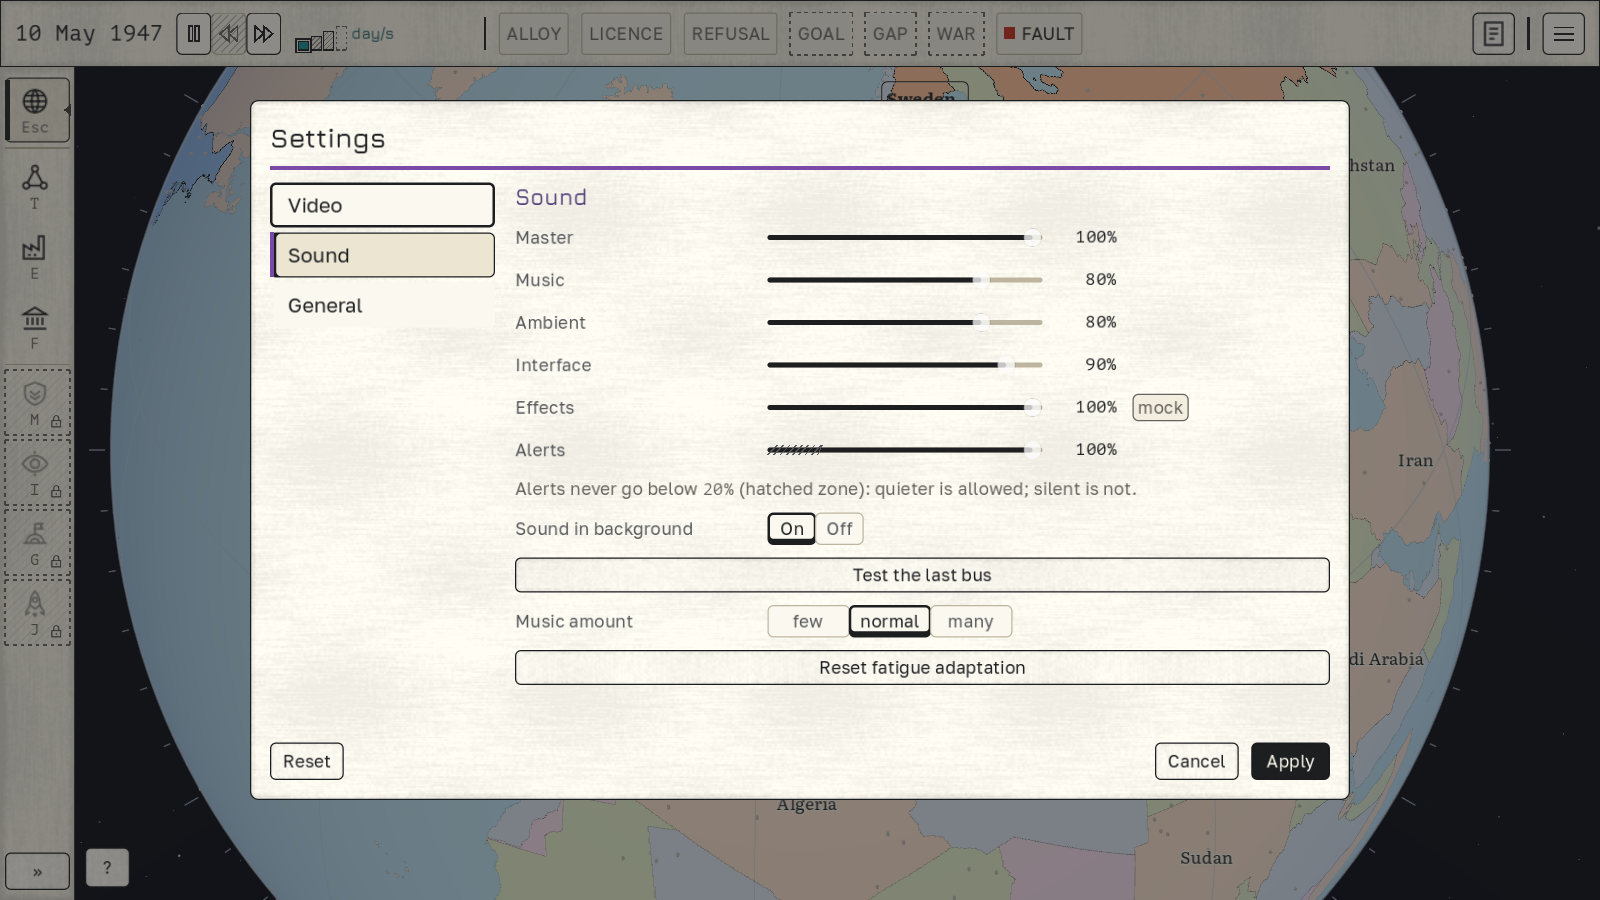 10 May 1947
day/s
ALLOY
LICENCE
REFUSAL
GOAL
GAP
WAR
FAULT
Esc
T
E
F
M
I
G
J
»
?
Sweden
hstan
Iran
di Arabia
Algeria
Sudan
Settings
Video
Sound
General
Sound
Master 100%
Music 80%
Ambient 80%
Interface 90%
Effects 100% mock
Alerts 100%
Alerts never go below 20% (hatched zone): quieter is allowed; silent is not.
Sound in background On Off
Test the last bus
Music amount few normal many
Reset fatigue adaptation
Reset
Cancel
Apply